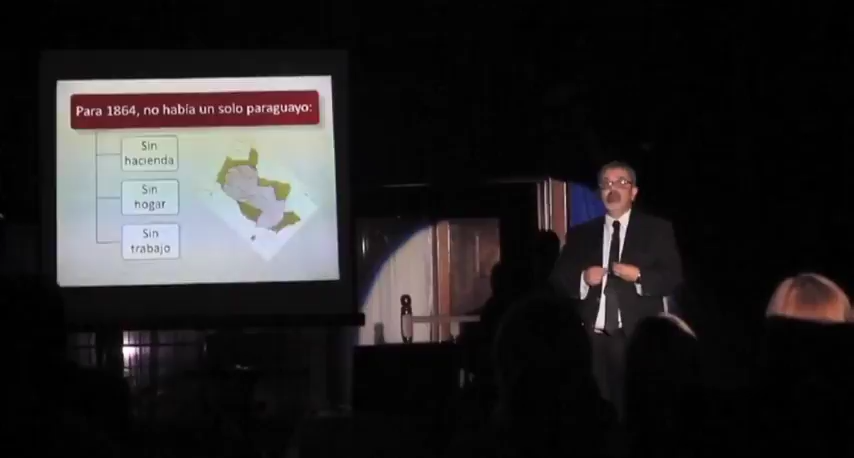 Para 1864, no había un solo paraguayo:
Sin
hacienda
Sin
hogar
Sin
trabajo